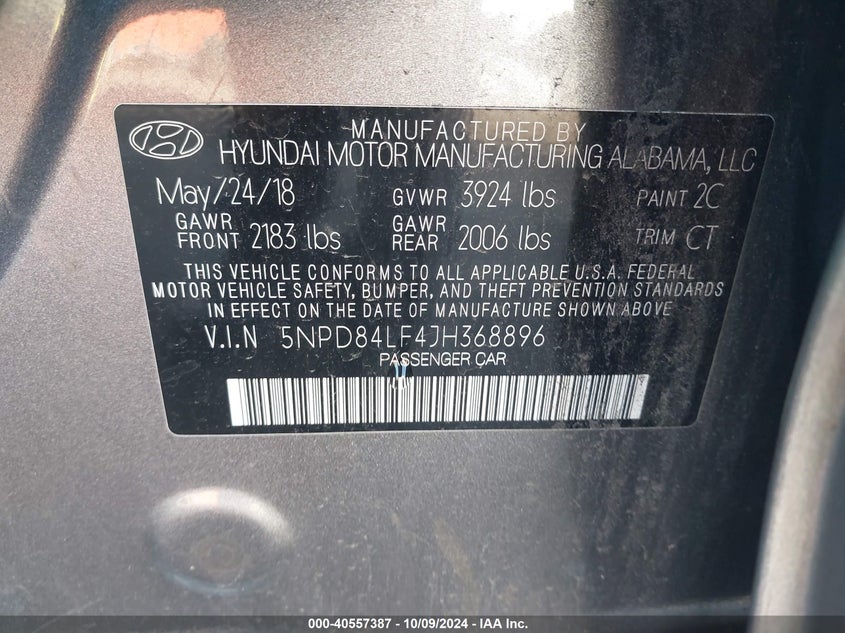 MANUFACTURED BY
HYUNDAI MOTOR MANUFACTURING ALABAMA, LLC
May/24/18 GVWR 3924 lbs PAINT 2C
GAWR FRONT 2183 lbs GAWR REAR 2006 lbs TRIM CT
THIS VEHICLE CONFORMS TO ALL APPLICABLE U.S.A. FEDERAL
MOTOR VEHICLE SAFETY, BUMPER, AND THEFT PREVENTION STANDARDS
IN EFFECT ON THE DATE OF MANUFACTURE SHOWN ABOVE.
V.I.N 5NPD84LF4JH368896
PASSENGER CAR
000-40557387 - 10/09/2024 - IAA Inc.